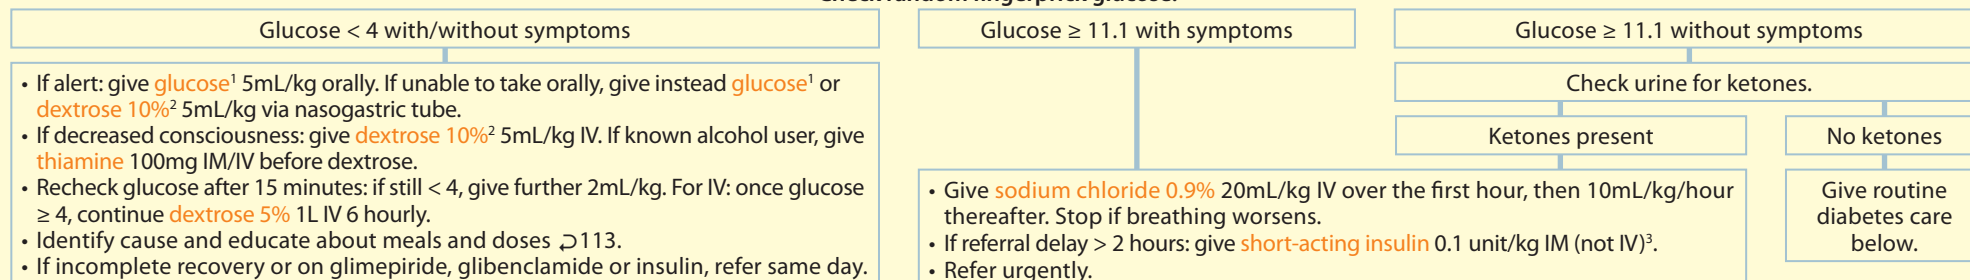 Check random fingerprick glucose.
Glucose < 4 with/without symptoms
• If alert: give glucose¹ 5mL/kg orally. If unable to take orally, give instead glucose¹ or
dextrose 10%² 5mL/kg via nasogastric tube.
• If decreased consciousness: give dextrose 10%² 5mL/kg IV. If known alcohol user, give
thiamine 100mg IM/IV before dextrose.
• Recheck glucose after 15 minutes: if still < 4, give further 2mL/kg. For IV: once glucose
≥ 4, continue dextrose 5% 1L IV 6 hourly.
• Identify cause and educate about meals and doses ⤿113.
• If incomplete recovery or on glimepiride, glibenclamide or insulin, refer same day.
Glucose ≥ 11.1 with symptoms
Glucose ≥ 11.1 without symptoms
Check urine for ketones.
Ketones present
No ketones
• Give sodium chloride 0.9% 20mL/kg IV over the first hour, then 10mL/kg/hour
thereafter. Stop if breathing worsens.
• If referral delay > 2 hours: give short-acting insulin 0.1 unit/kg IM (not IV)³.
• Refer urgently.
Give routine
diabetes care
below.